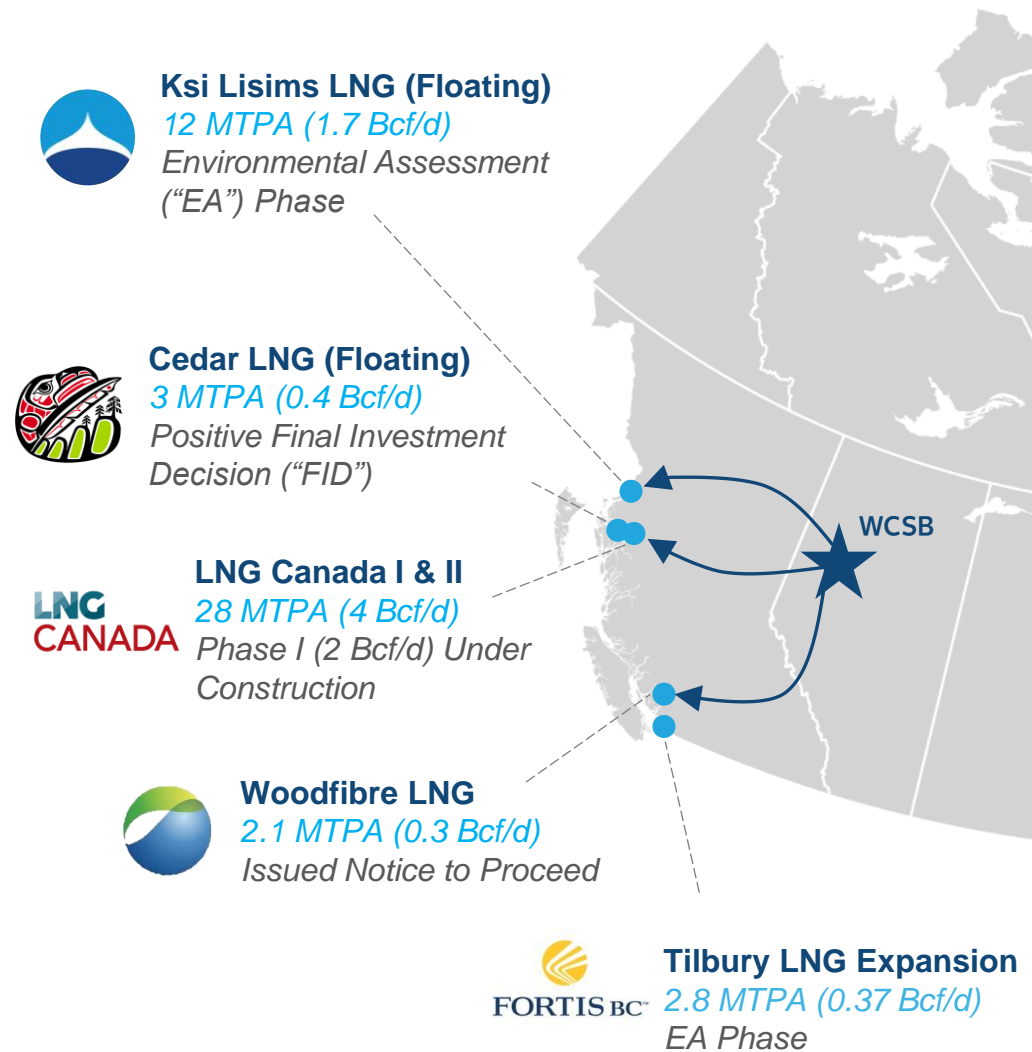 Ksi Lisims LNG (Floating)
12 MTPA (1.7 Bcf/d)
Environmental Assessment
(“EA”) Phase
Cedar LNG (Floating)
3 MTPA (0.4 Bcf/d)
Positive Final Investment
Decision (“FID”)
WCSB
LNG
CANADA
LNG Canada I & II
28 MTPA (4 Bcf/d)
Phase I (2 Bcf/d) Under
Construction
Woodfibre LNG
2.1 MTPA (0.3 Bcf/d)
Issued Notice to Proceed
FORTIS BC™
Tilbury LNG Expansion
2.8 MTPA (0.37 Bcf/d)
EA Phase